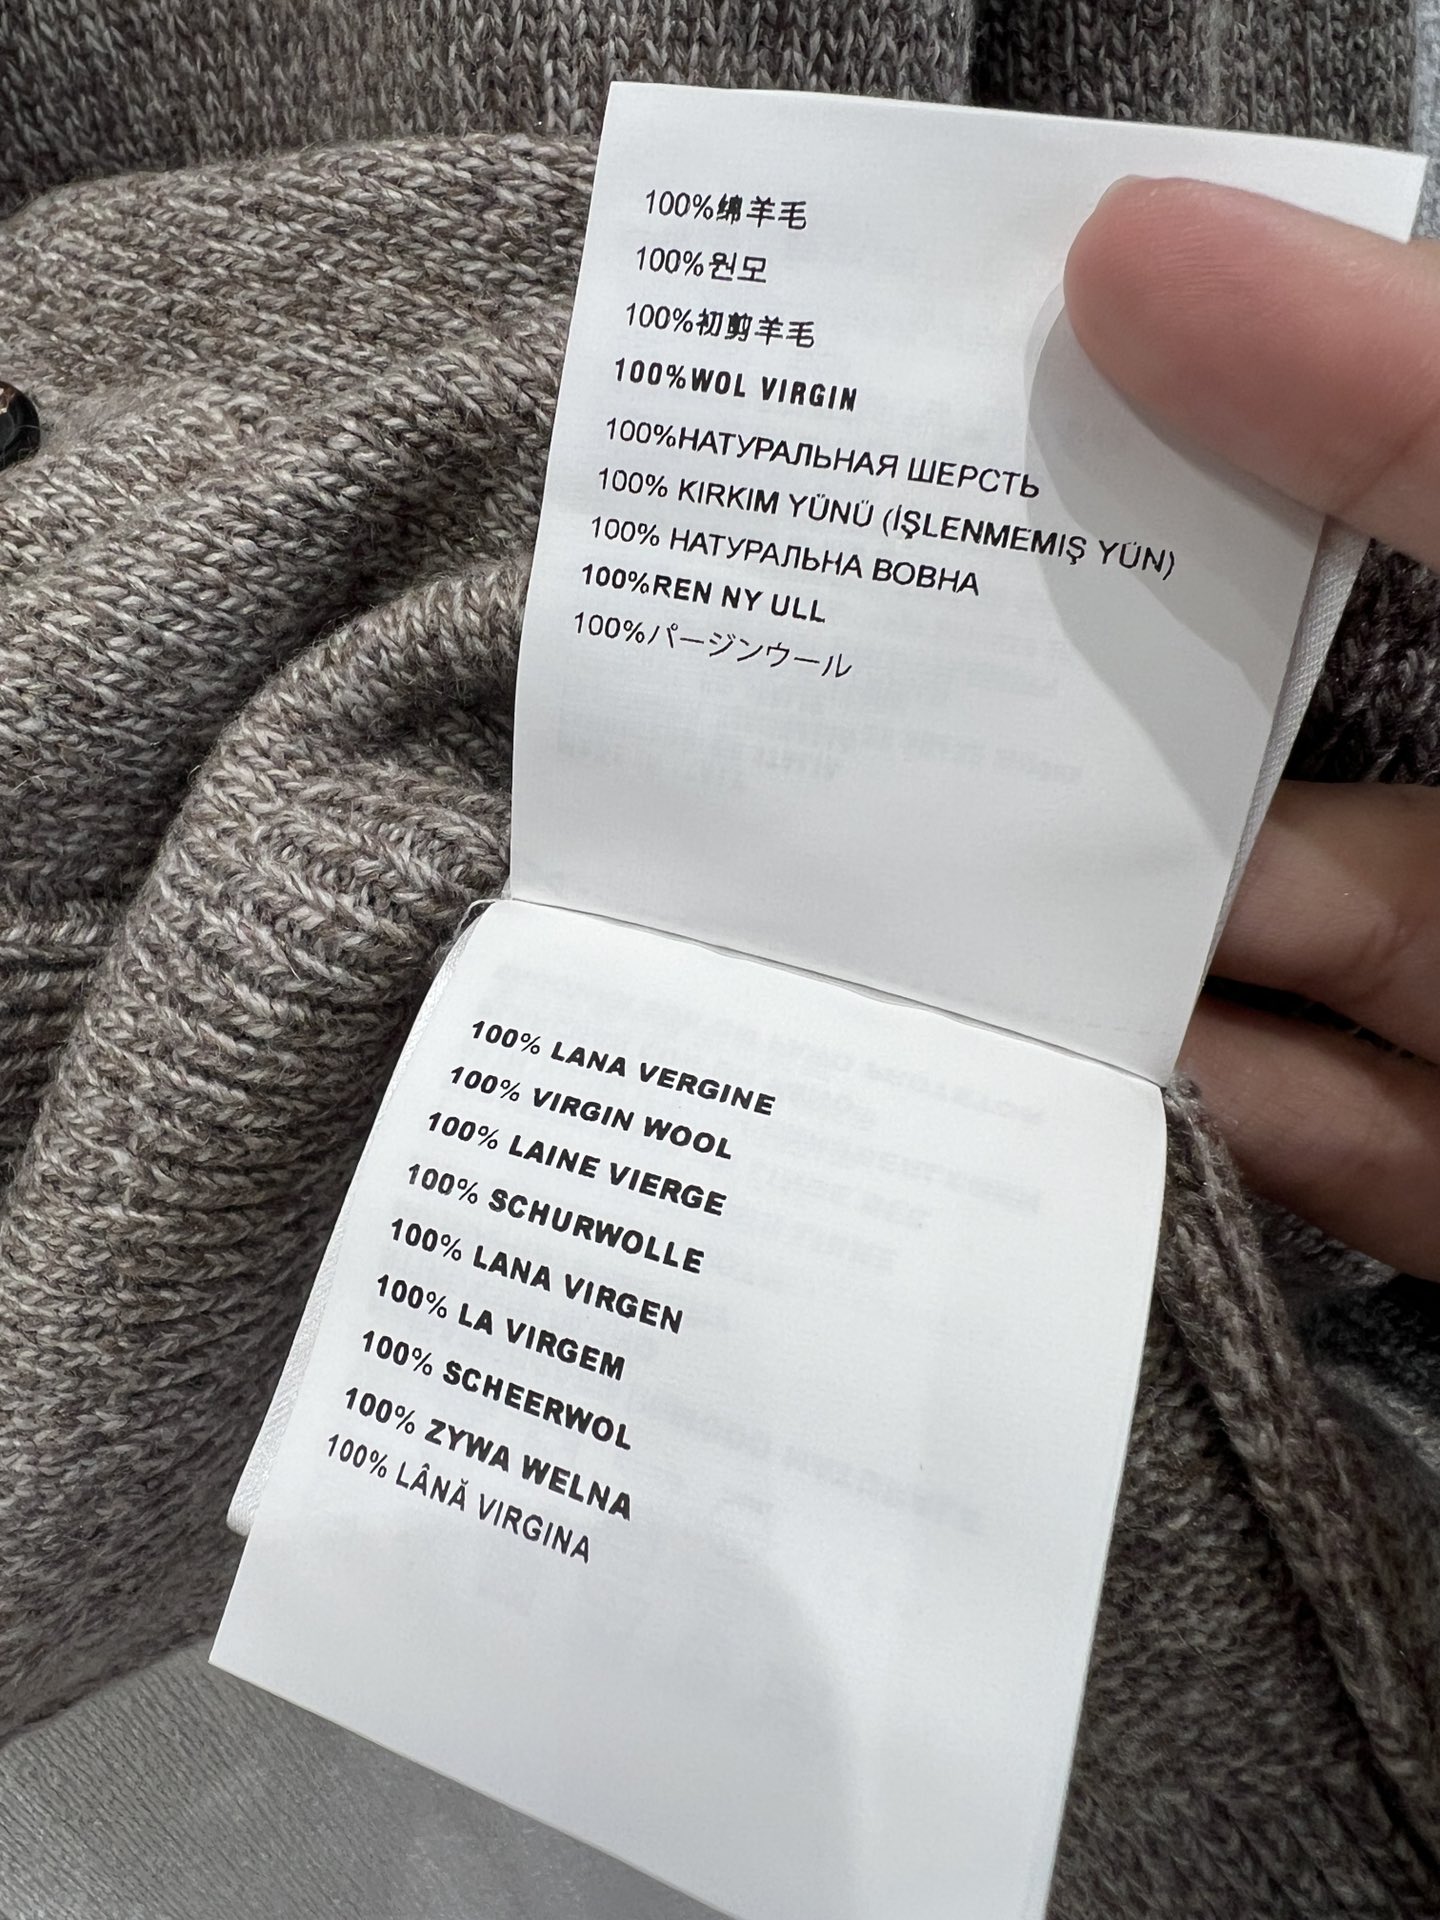 100%绵羊毛
100%원모
100%初剪羊毛
100%WOL VIRGIN
100%НАТУРАЛЬНАЯ ШЕРСТЬ
100% KIRKIM YÜNÜ (İŞLENMEMIŞ YÜN)
100% НАТУРАЛЬНА ВОВНА
100%REN NY ULL
100%バージンウール
100% LANA VERGINE
100% VIRGIN WOOL
100% LAINE VIERGE
100% SCHURWOLLE
100% LANA VIRGEN
100% LA VIRGEM
100% SCHEERWOL
100% ZYWA WELNA
100% LÂNĂ VIRGINA